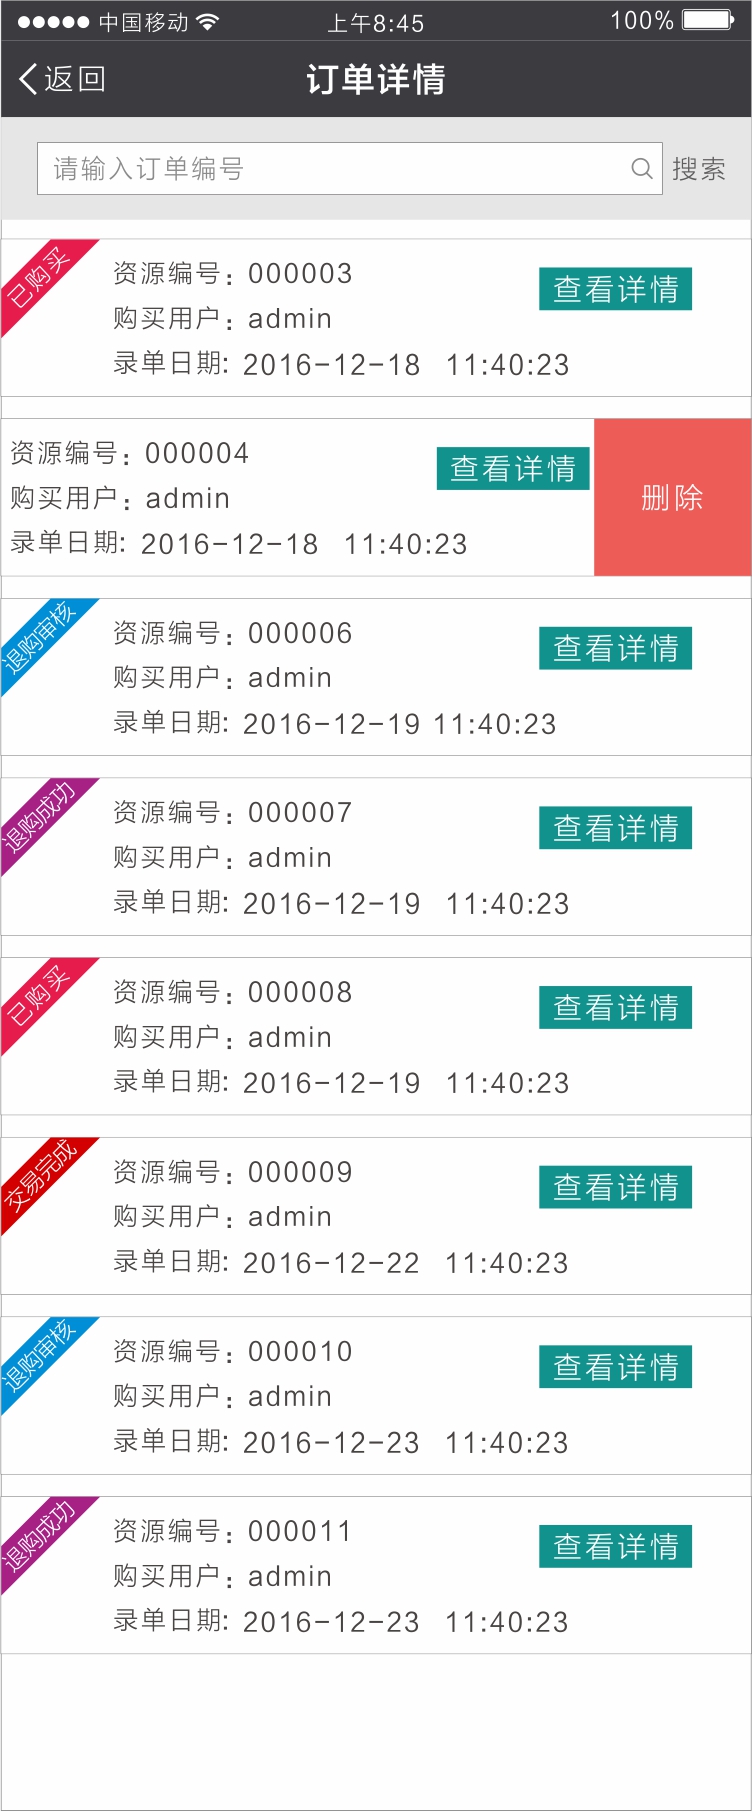 中国移动 上午8:45 100%
返回 订单详情
请输入订单编号 搜索
已购买
资源编号：000003 查看详情
购买用户：admin
录单日期: 2016-12-18 11:40:23
资源编号：000004 查看详情
购买用户：admin 删除
录单日期: 2016-12-18 11:40:23
退购审核
资源编号：000006 查看详情
购买用户：admin
录单日期: 2016-12-19 11:40:23
退购成功
资源编号：000007 查看详情
购买用户：admin
录单日期: 2016-12-19 11:40:23
已购买
资源编号：000008 查看详情
购买用户：admin
录单日期: 2016-12-19 11:40:23
交易完成
资源编号：000009 查看详情
购买用户：admin
录单日期: 2016-12-22 11:40:23
退购审核
资源编号：000010 查看详情
购买用户：admin
录单日期: 2016-12-23 11:40:23
退购成功
资源编号：000011 查看详情
购买用户：admin
录单日期: 2016-12-23 11:40:23